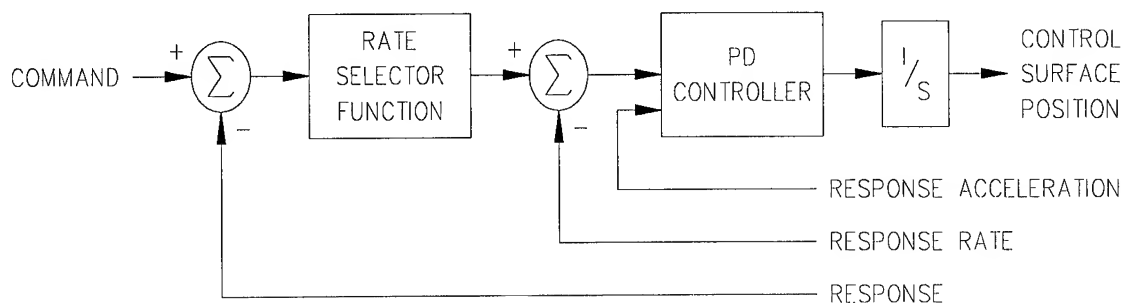 COMMAND
+
Σ
−
RATE
SELECTOR
FUNCTION
+
Σ
−
PD
CONTROLLER
1/S
CONTROL
SURFACE
POSITION
RESPONSE ACCELERATION
RESPONSE RATE
RESPONSE